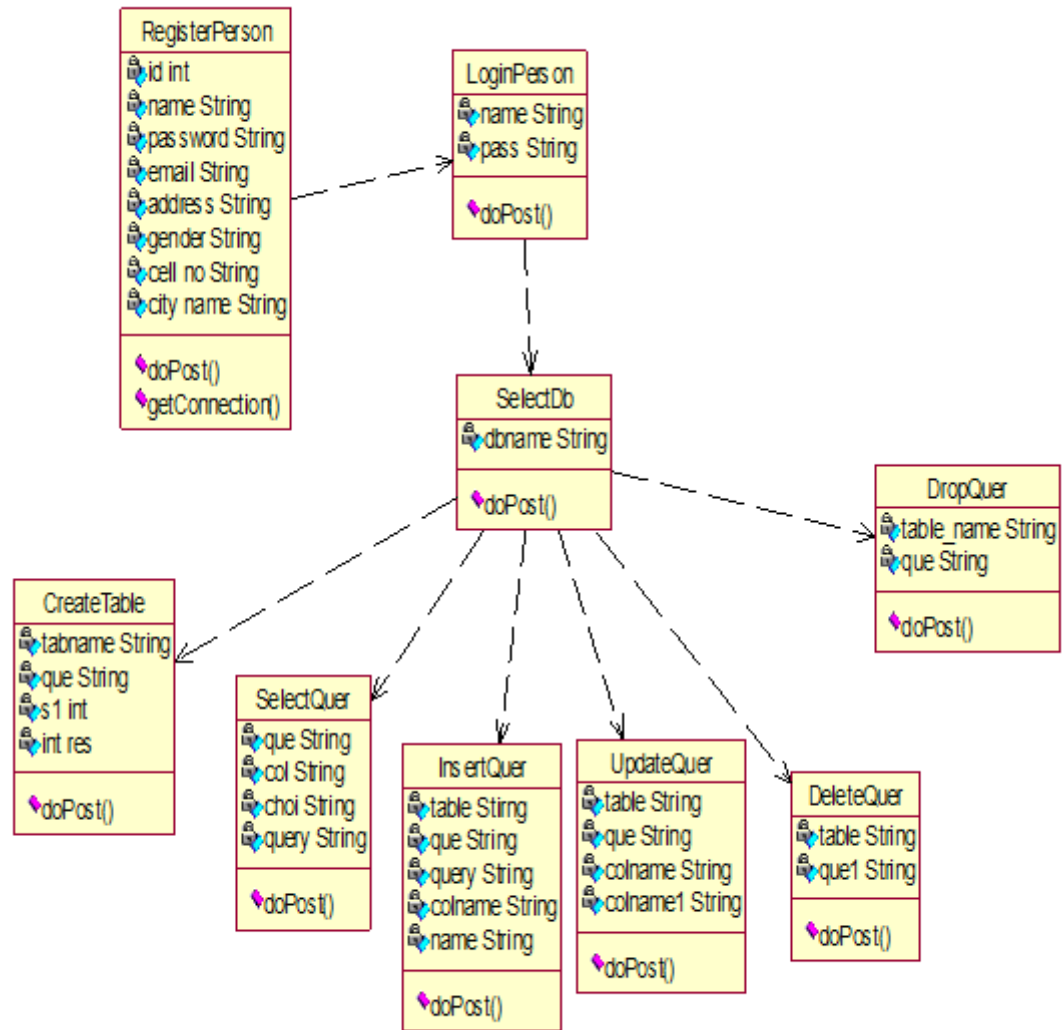 RegisterPerson
id int
name String
password String
email String
address String
gender String
cell no String
city name String
doPost()
getConnection()
LoginPerson
name String
pass String
doPost()
SelectDb
dbname String
doPost()
DropQuer
table_name String
que String
doPost()
CreateTable
tabname String
que String
s1 int
int res
doPost()
SelectQuer
que String
col String
choi String
query String
doPost()
InsertQuer
table Stirng
que String
query String
colname String
name String
doPost()
UpdateQuer
table String
que String
colname String
colname1 String
doPost()
DeleteQuer
table String
que1 String
doPost()